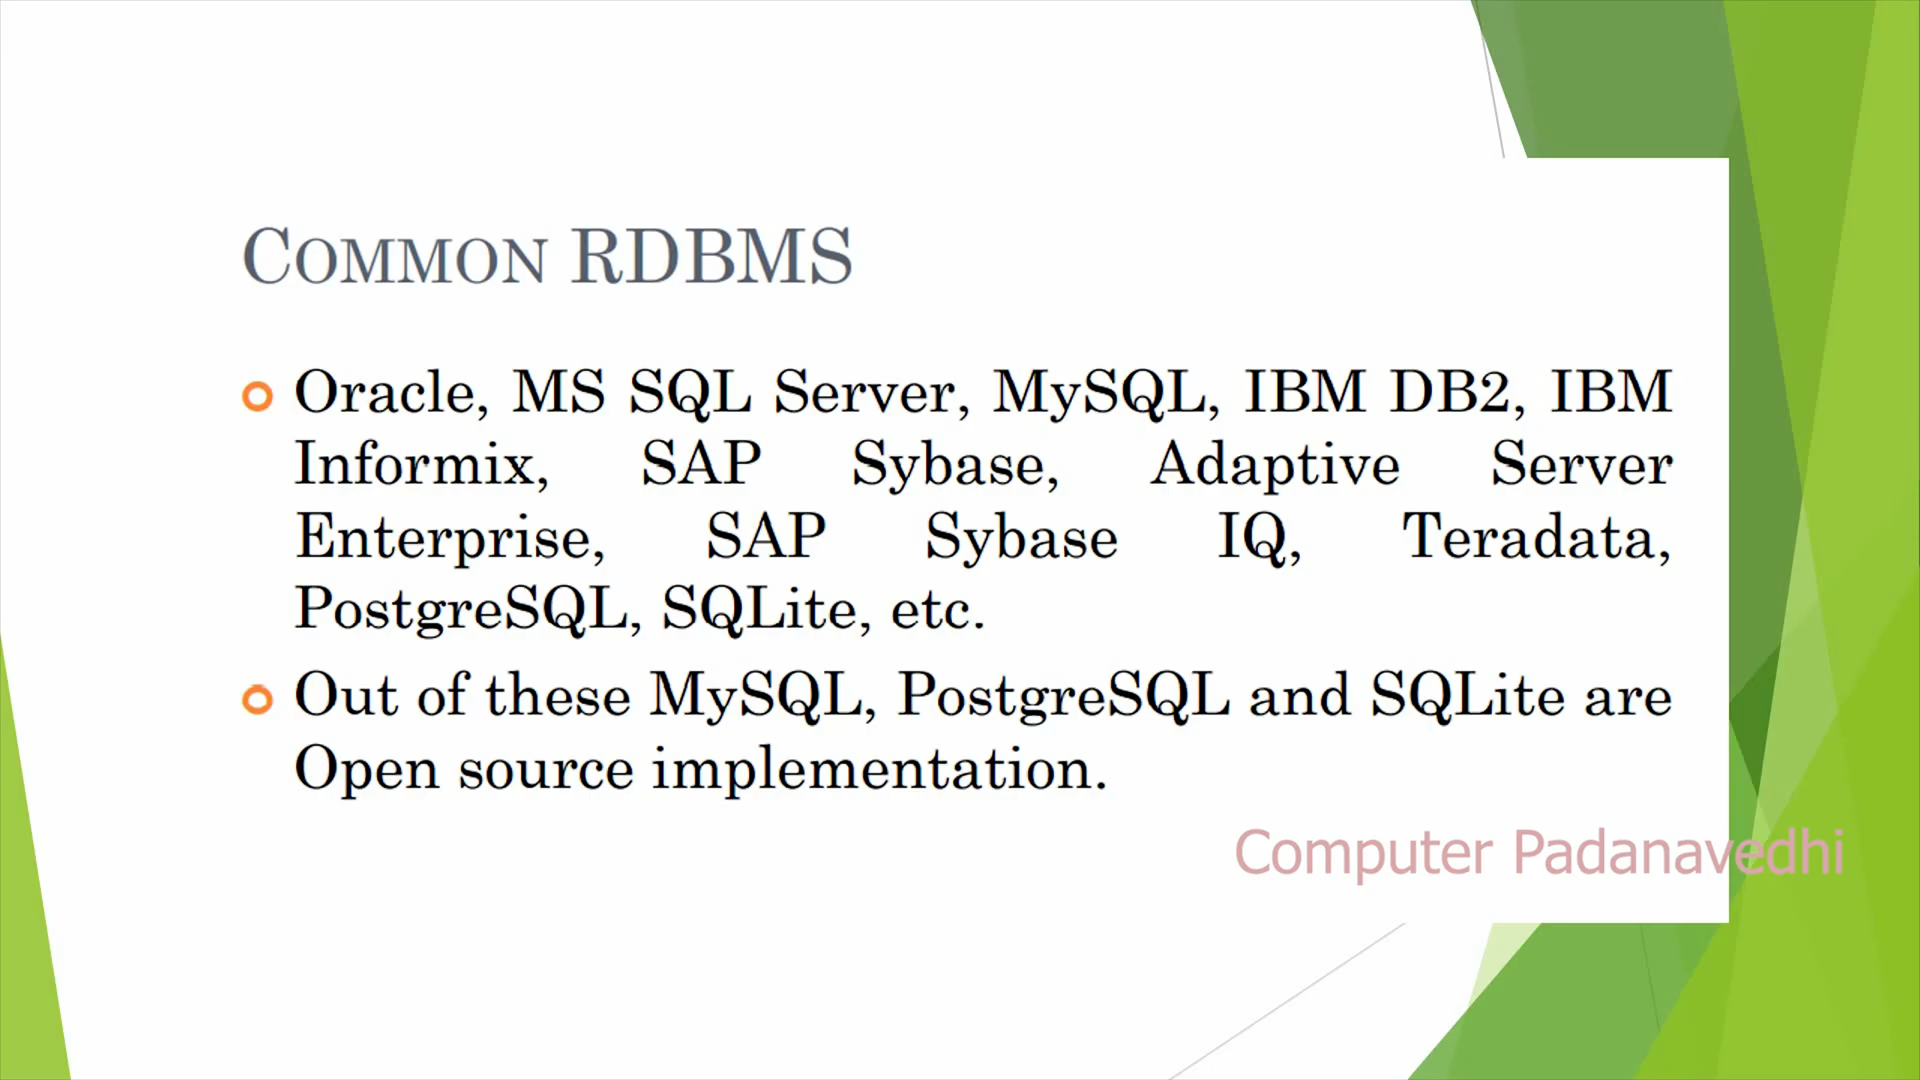 COMMON RDBMS
Oracle, MS SQL Server, MySQL, IBM DB2, IBM
Informix, SAP Sybase, Adaptive Server
Enterprise, SAP Sybase IQ, Teradata,
PostgreSQL, SQLite, etc.
Out of these MySQL, PostgreSQL and SQLite are
Open source implementation.
Computer Padanavedhi